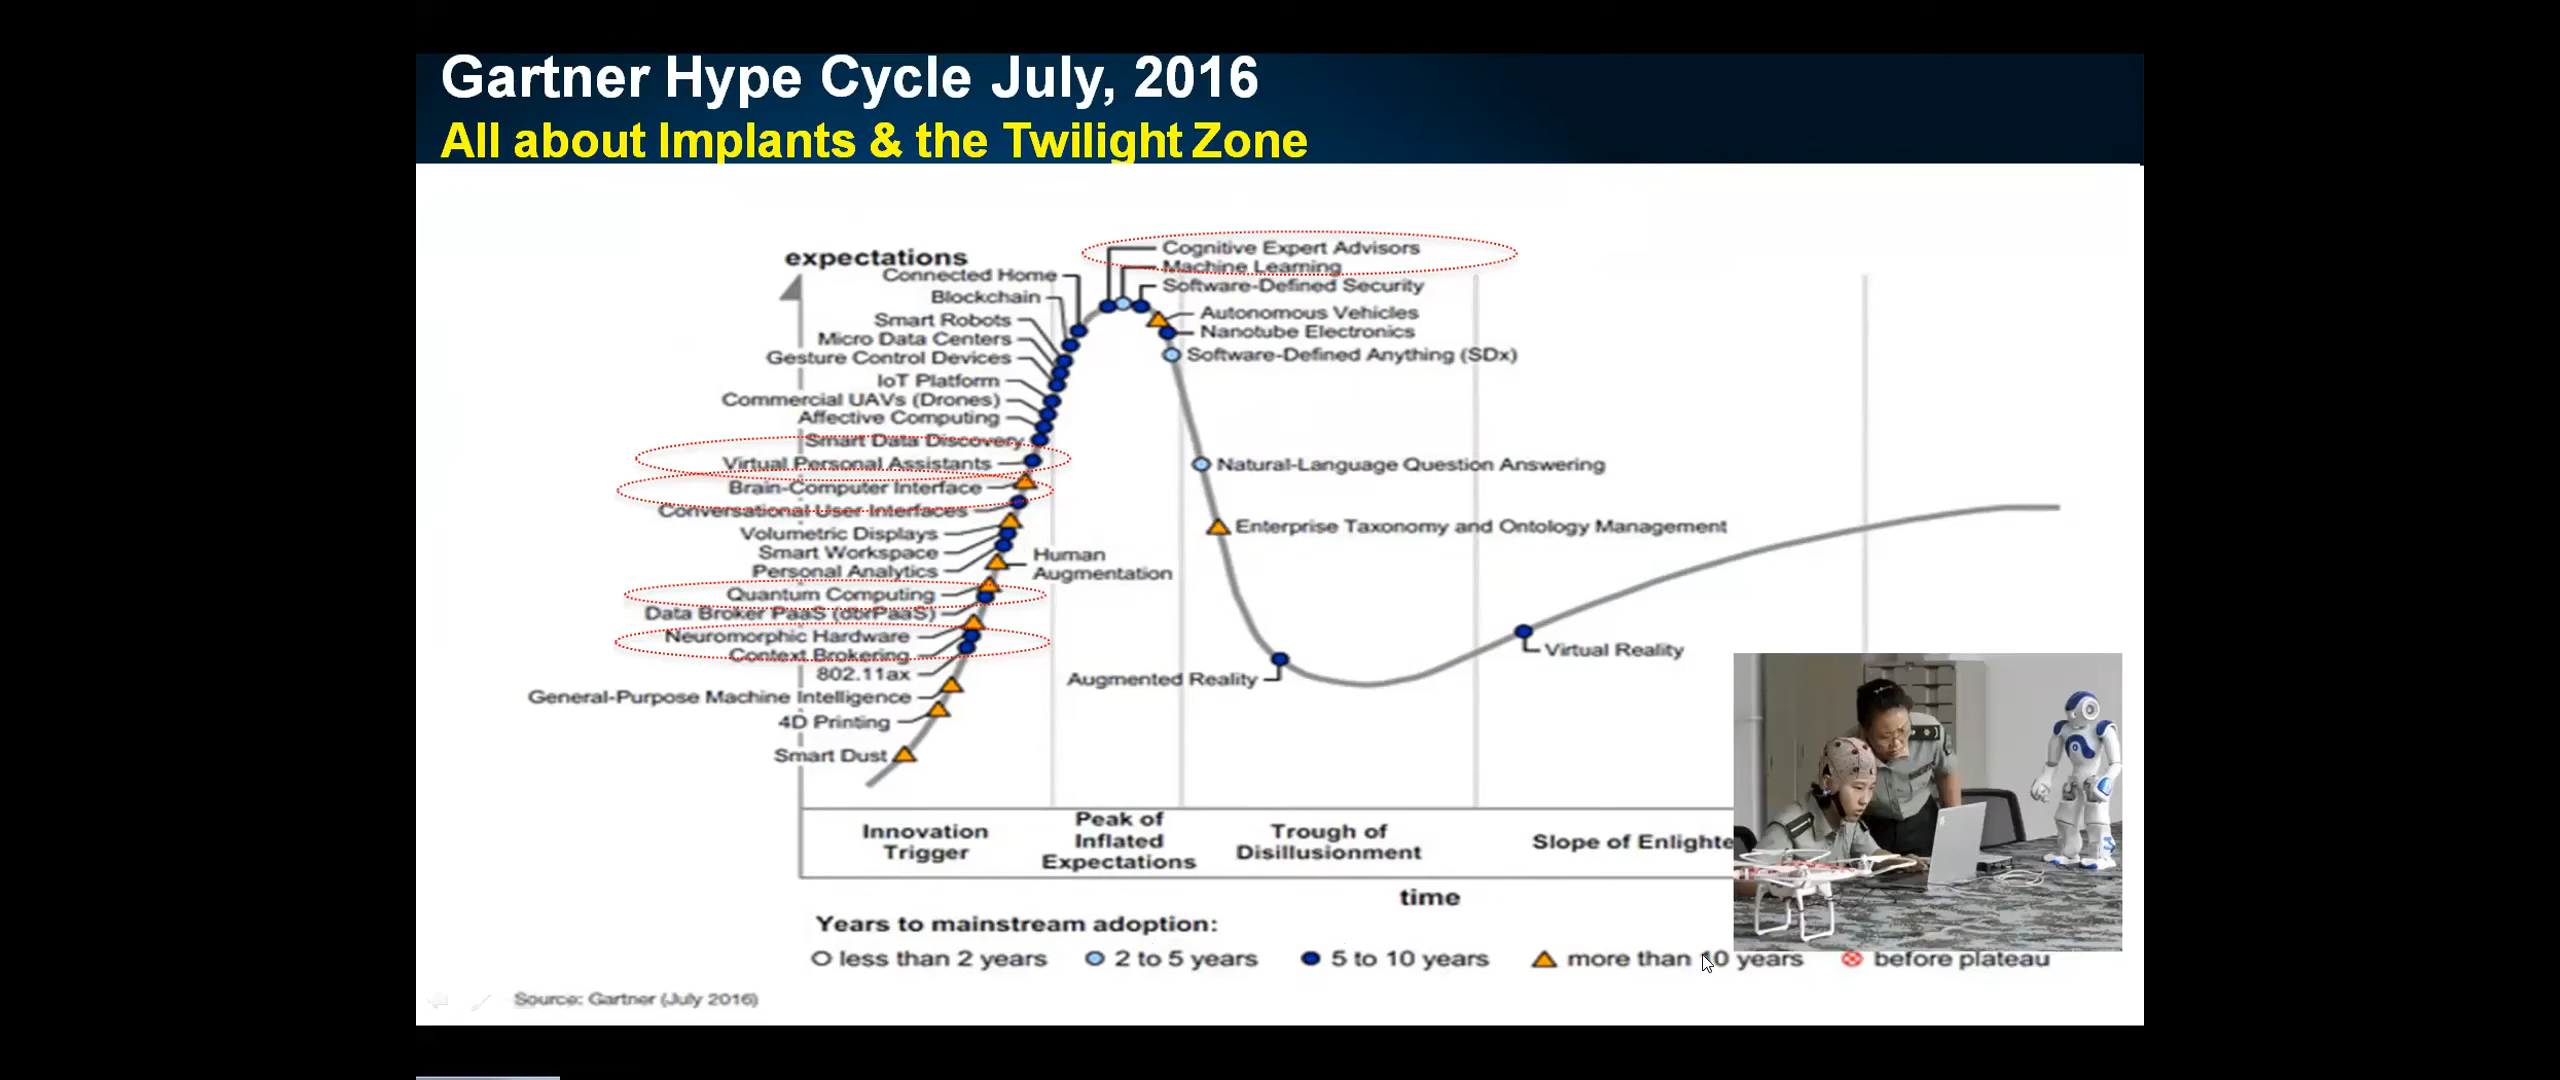 Gartner Hype Cycle July, 2016
All about Implants & the Twilight Zone
expectations
Connected Home
Blockchain
Smart Robots
Micro Data Centers
Gesture Control Devices
IoT Platform
Commercial UAVs (Drones)
Affective Computing
Smart Data Discovery
Virtual Personal Assistants
Brain-Computer Interface
Conversational User Interfaces
Volumetric Displays
Smart Workspace
Personal Analytics
Quantum Computing
Data Broker PaaS (dbrPaaS)
Neuromorphic Hardware
Context Brokering
802.11ax
General-Purpose Machine Intelligence
4D Printing
Smart Dust
Human
Augmentation
Cognitive Expert Advisors
Machine Learning
Software-Defined Security
Autonomous Vehicles
Nanotube Electronics
Software-Defined Anything (SDx)
Natural-Language Question Answering
Enterprise Taxonomy and Ontology Management
Augmented Reality
Virtual Reality
Innovation
Trigger
Peak of
Inflated
Expectations
Trough of
Disillusionment
Slope of Enlighte
time
Years to mainstream adoption:
less than 2 years
2 to 5 years
5 to 10 years
more than 10 years
before plateau
Source: Gartner (July 2016)